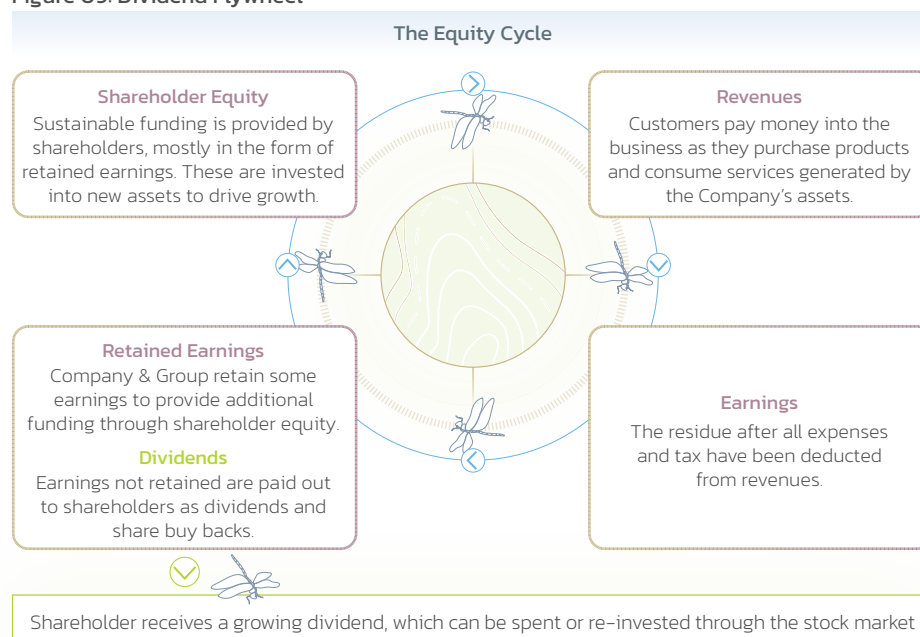 The Equity Cycle
Shareholder Equity
Sustainable funding is provided by
shareholders, mostly in the form of
retained earnings. These are invested
into new assets to drive growth.
Revenues
Customers pay money into the
business as they purchase products
and consume services generated by
the Company's assets.
Retained Earnings
Company & Group retain some
earnings to provide additional
funding through shareholder equity.
Dividends
Earnings not retained are paid out
to shareholders as dividends and
share buy backs.
Earnings
The residue after all expenses
and tax have been deducted
from revenues.
Shareholder receives a growing dividend, which can be spent or re-invested through the stock market